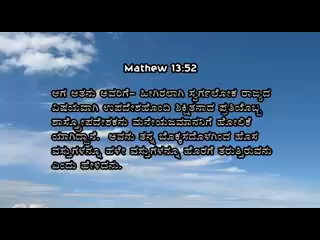 Mathew 13:52
ಆಗ ಆತನು ಅವರಿಗೆ- ಹೀಗಿರಲಾಗಿ ಸ್ವರ್ಗಲೋಕ ರಾಜ್ಯದ
ವಿಷಯವಾಗಿ ಉಪದೇಶಹೊಂದಿ ಶಿಕ್ಷಿತನಾದ ಪ್ರತಿಯೊಬ್ಬ
ಶಾಸ್ತ್ರೋಪದೇಶಕನು ಮನೇಯಜಮಾನನಿಗೆ ಹೋಲಿಕೆ
ಯಾಗಿದ್ದಾನೆ. ಅವನು ತನ್ನ ಬೊಕ್ಕಸದೊಳಗಿಂದ ಹೊಸ
ವಸ್ತುಗಳನ್ನೂ ಹಳೇ ವಸ್ತುಗಳನ್ನೂ ಹೊರಗೆ ತರುತ್ತಿರುವನು
ಎಂದು ಹೇಳಿದನು.